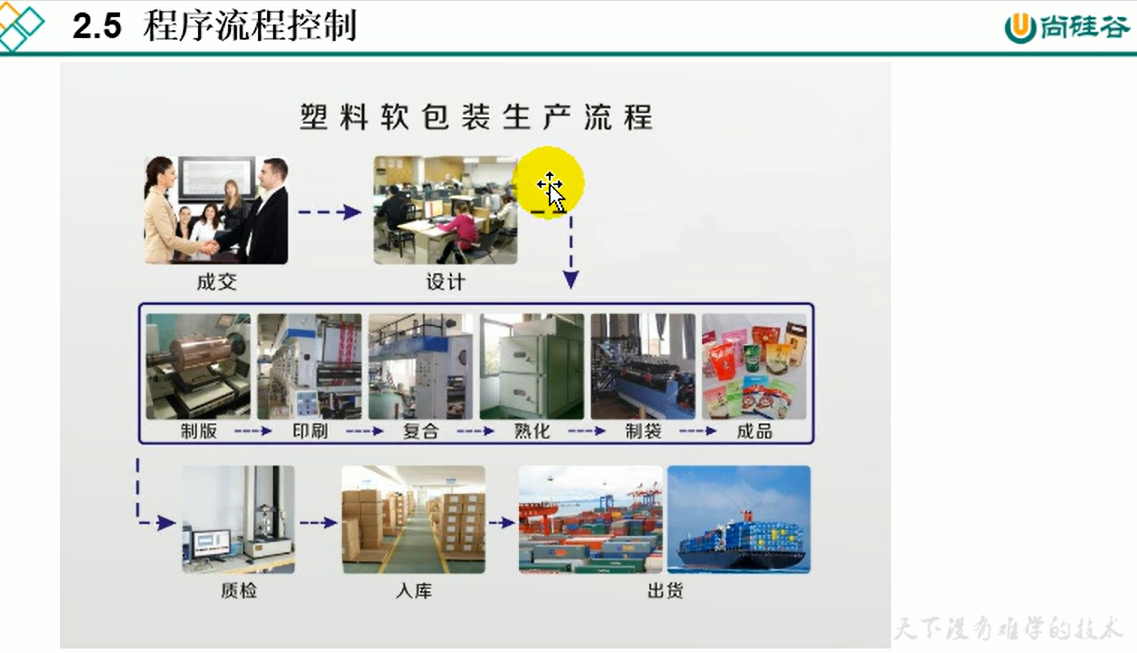 2.5 程序流程控制
尚硅谷
塑料软包装生产流程
成交
设计
制版 印刷 复合 熟化 制袋 成品
质检 入库 出货
天下没有难学的技术